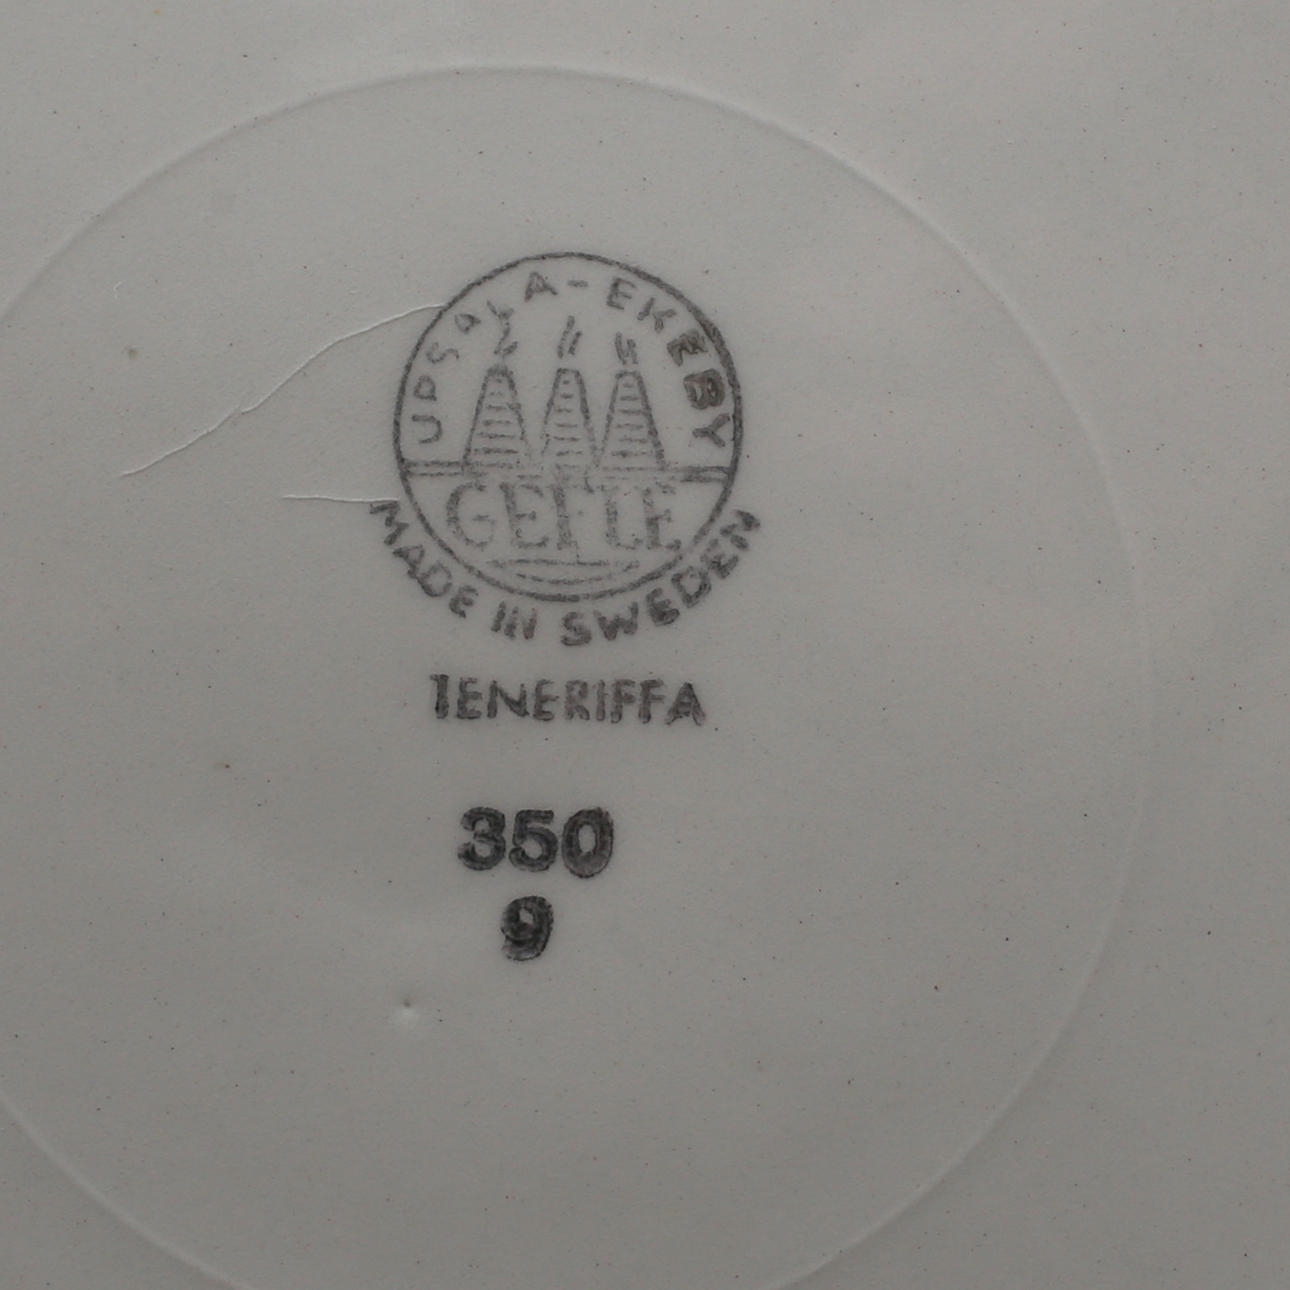 UPSALA-EKEBY
GEFLE
MADE IN SWEDEN
TENERIFFA
350
9